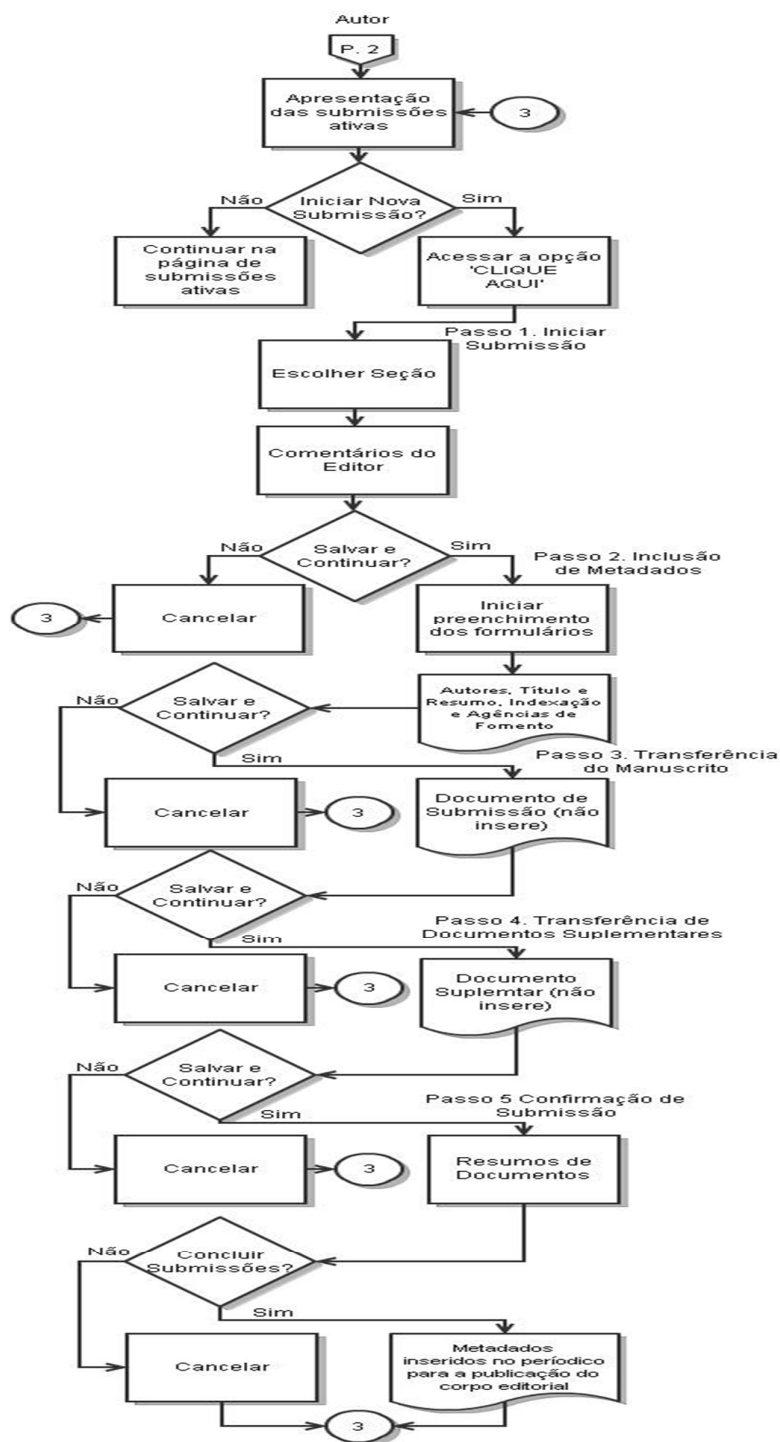 Autor
P. 2
Apresentação
das submissões
ativas
3
Não
Iniciar Nova
Submissão?
Sim
Continuar na
página de
submissões
ativas
Acessar a opção
'CLIQUE
AQUI'
Passo 1. Iniciar
Submissão
Escolher Seção
Comentários do
Editor
Não
Salvar e
Continuar?
Sim
Passo 2. Inclusão
de Metadados
3
Cancelar
Iniciar
preenchimento
dos formulários
Não
Salvar e
Continuar?
Autores, Título e
Resumo, Indexação
e Agências de
Fomento
Sim
Passo 3. Transferência
do Manuscrito
Cancelar
3
Documento de
Submissão (não
insere)
Não
Salvar e
Continuar?
Sim
Passo 4. Transferência de
Documentos Suplementares
Cancelar
3
Documento
Suplemtar (não
insere)
Não
Salvar e
Continuar?
Sim
Passo 5 Confirmação de
Submissão
Cancelar
3
Resumos de
Documentos
Não
Concluir
Submissões?
Sim
Cancelar
Metadados
inseridos no periódico
para a publicação do
corpo editorial
3